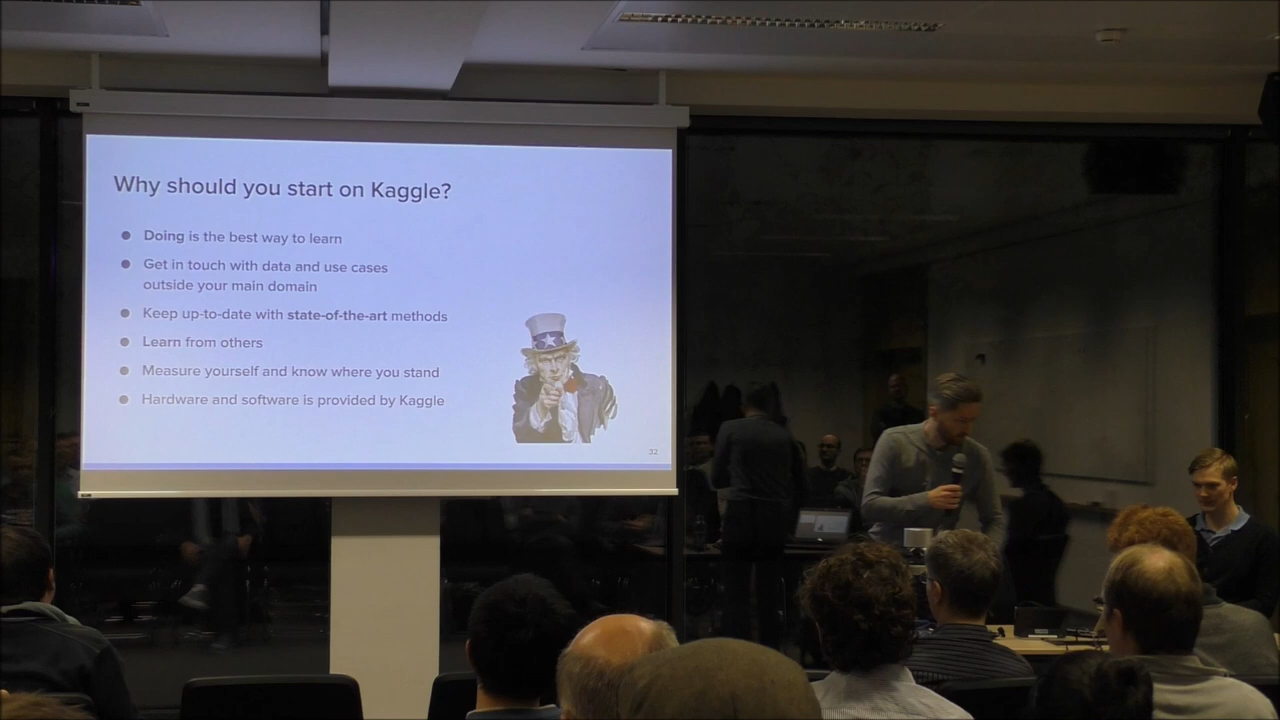 Why should you start on Kaggle?
● Doing is the best way to learn
● Get in touch with data and use cases
outside your main domain
● Keep up-to-date with state-of-the-art methods
● Learn from others
● Measure yourself and know where you stand
● Hardware and software is provided by Kaggle
32